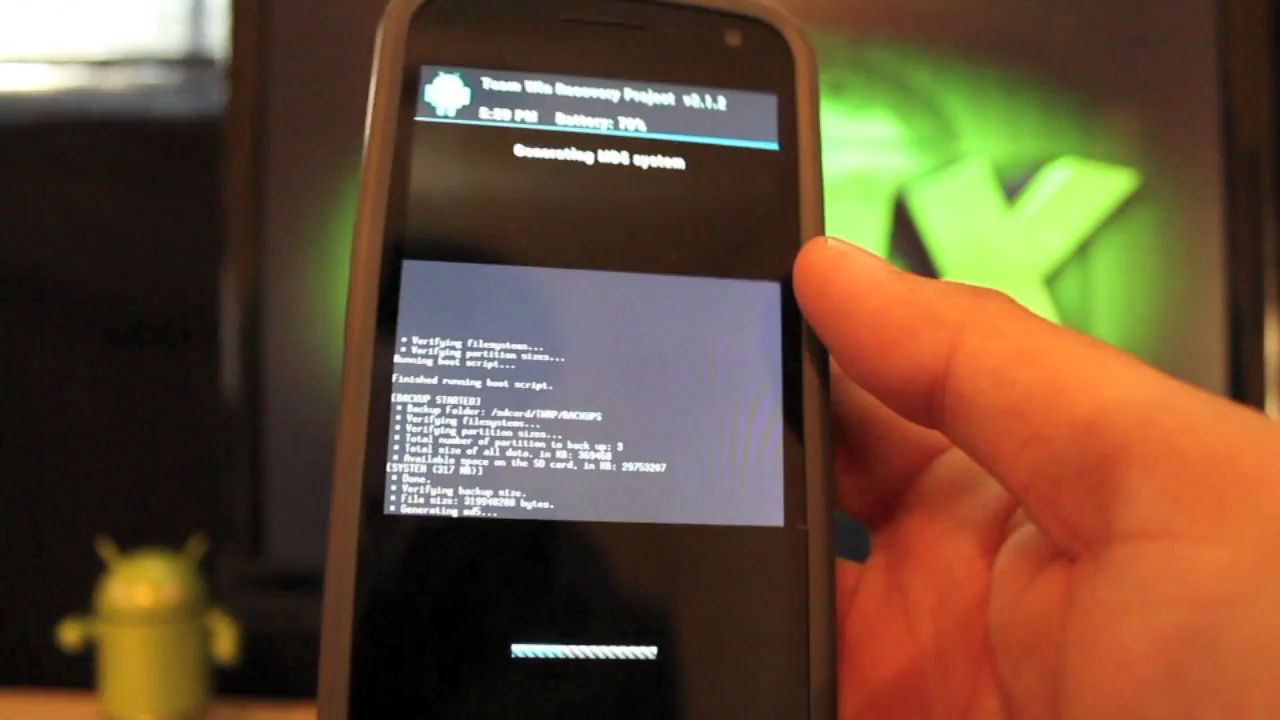 Team Win Recovery Project v2.1.2
Battery: 70%
Generating MD5 system
* Verifying filesystems...
* Verifying partition sizes...
Running boot script...
Finished running boot script.
[BACKUP STARTED]
* Backup Folder: /sdcard/TWRP/BACKUPS
* Verifying filesystems...
* Verifying partition sizes...
* Total number of partition to back up: 3
* Total size of all data, in KB: 369468
* Available space on the SD card, in KB: 29753207
[SYSTEM (317 MB)]
* Done.
* Verifying backup size.
* File size: 319940208 bytes.
* Generating md5...
X